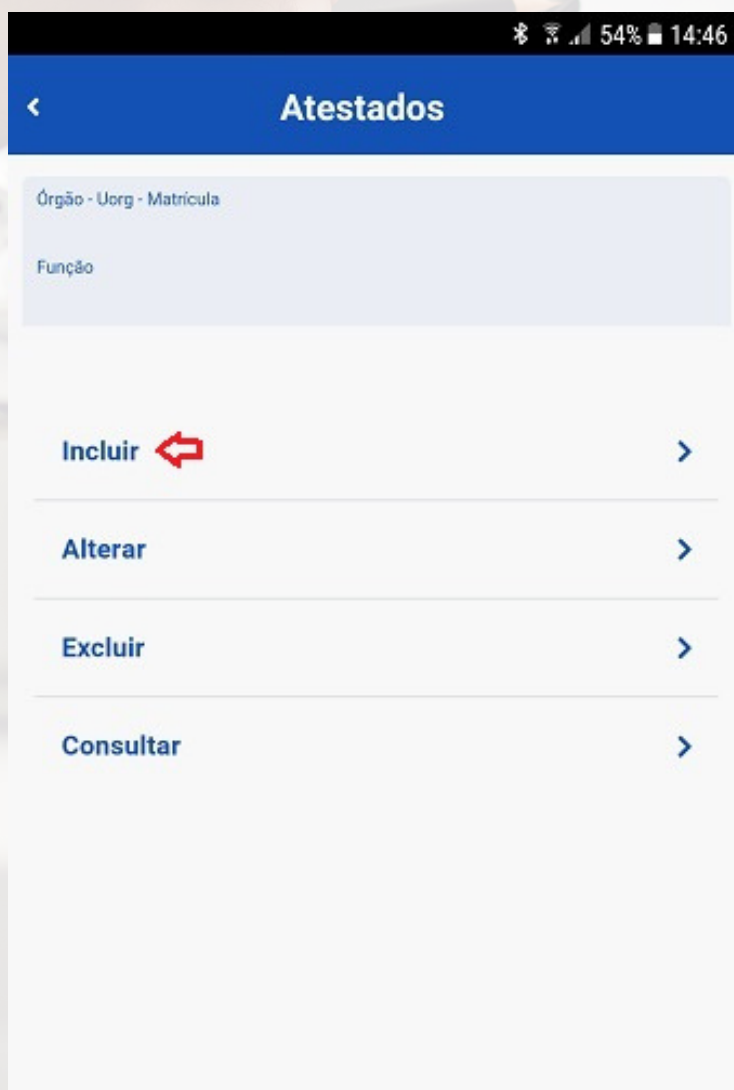 54% 14:46
Atestados
Órgão - Uorg - Matrícula
Função
Incluir
Alterar
Excluir
Consultar